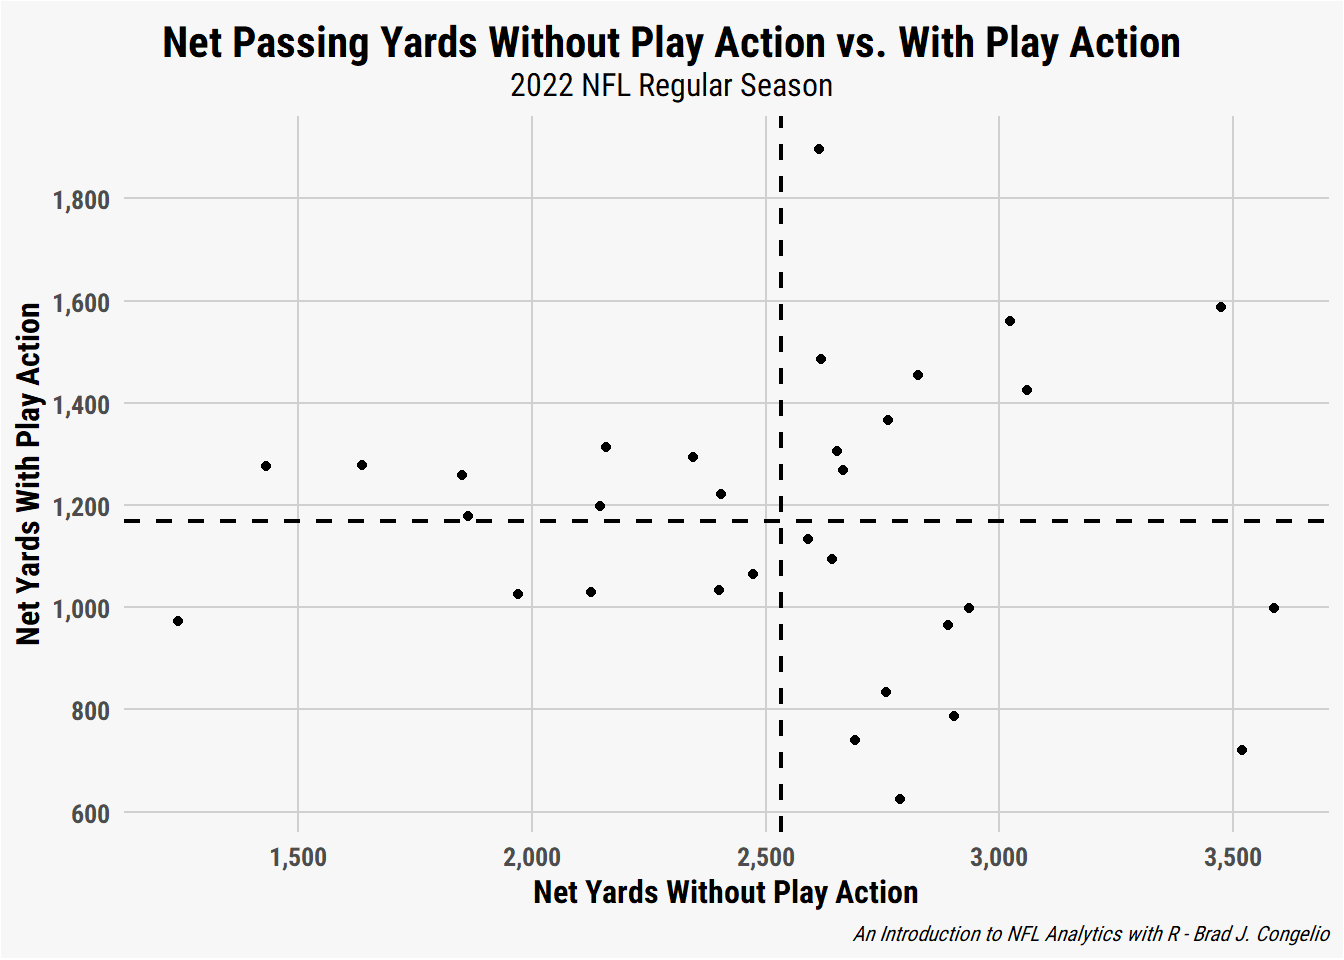 Net Passing Yards Without Play Action vs. With Play Action
2022 NFL Regular Season
Net Yards With Play Action
1,800
1,600
1,400
1,200
1,000
800
600
1,500
2,000
2,500
3,000
3,500
Net Yards Without Play Action
An Introduction to NFL Analytics with R - Brad J. Congelio